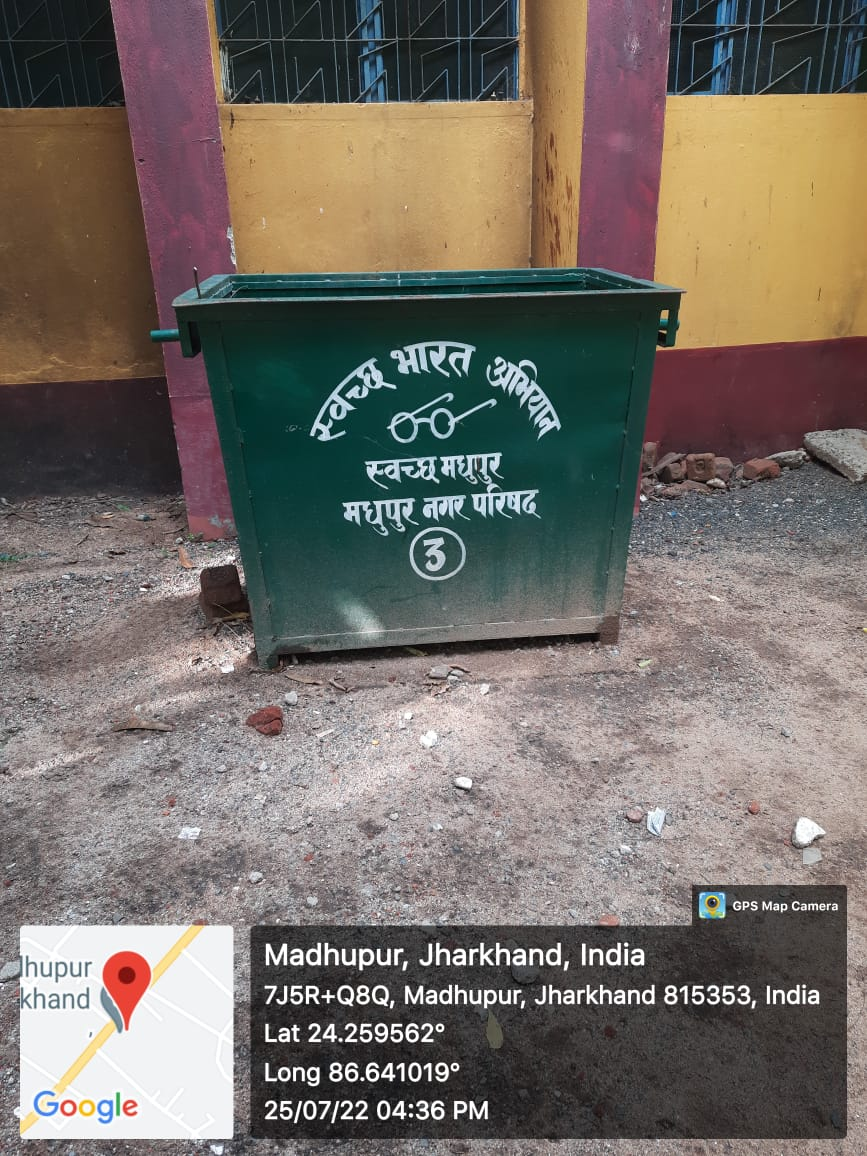 स्वच्छ भारत अभियान
स्वच्छ मधुपुर
मधुपुर नगर परिषद
3
GPS Map Camera
dhupur
khand
Google
Madhupur, Jharkhand, India
7J5R+Q8Q, Madhupur, Jharkhand 815353, India
Lat 24.259562°
Long 86.641019°
25/07/22 04:36 PM